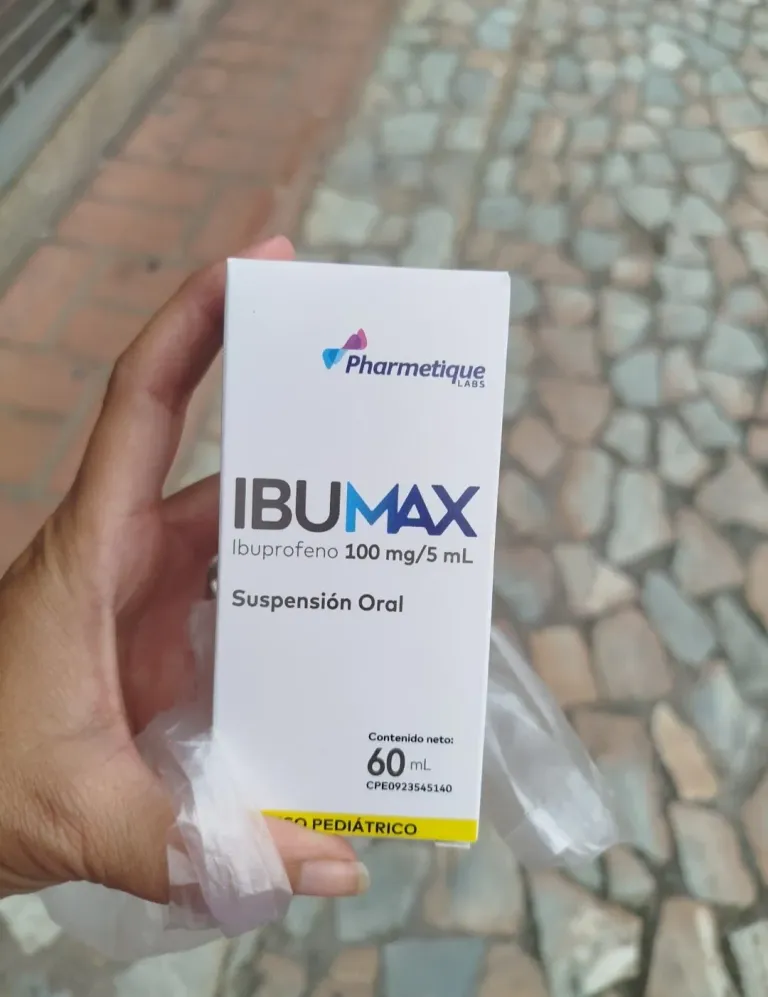 Pharmetique
LABS
IBUMAX
Ibuprofeno 100 mg/5 mL
Suspensión Oral
Contenido neto:
60 mL
CPE0923545140
PEDIÁTRICO